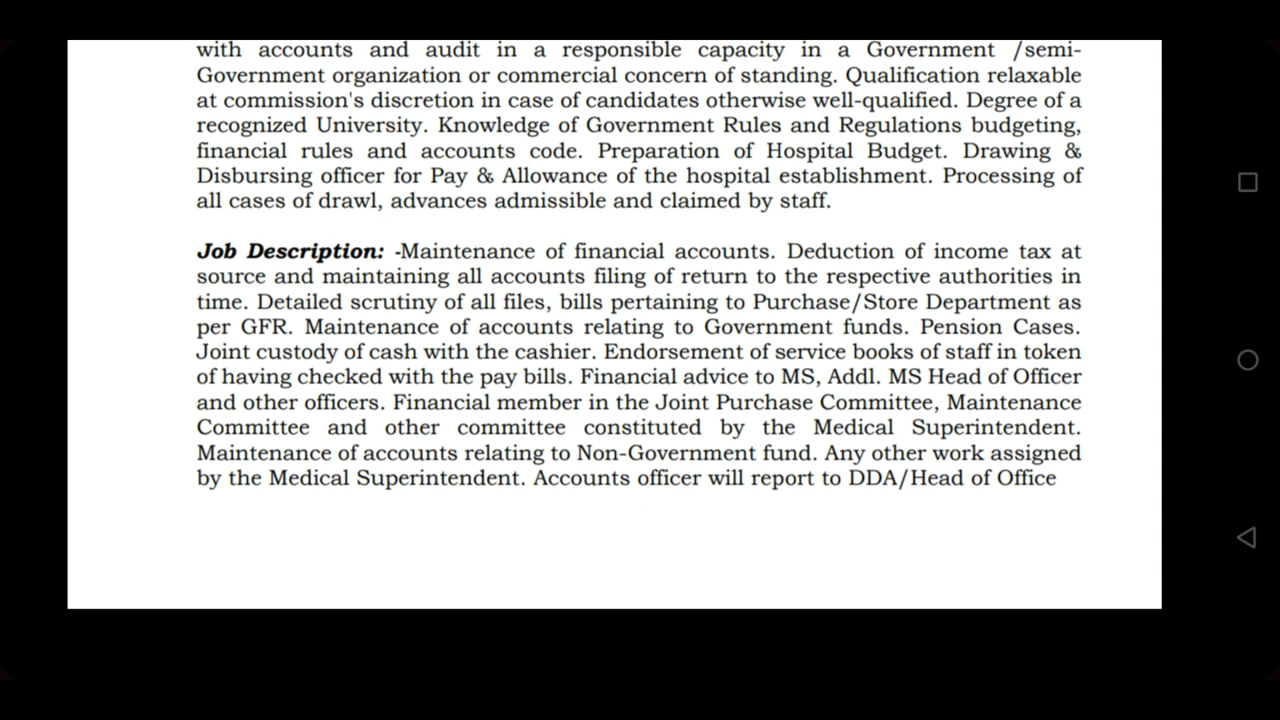 with accounts and audit in a responsible capacity in a Government /semi-
Government organization or commercial concern of standing. Qualification relaxable
at commission's discretion in case of candidates otherwise well-qualified. Degree of a
recognized University. Knowledge of Government Rules and Regulations budgeting,
financial rules and accounts code. Preparation of Hospital Budget. Drawing &
Disbursing officer for Pay & Allowance of the hospital establishment. Processing of
all cases of drawl, advances admissible and claimed by staff.
Job Description: -Maintenance of financial accounts. Deduction of income tax at
source and maintaining all accounts filing of return to the respective authorities in
time. Detailed scrutiny of all files, bills pertaining to Purchase/Store Department as
per GFR. Maintenance of accounts relating to Government funds. Pension Cases.
Joint custody of cash with the cashier. Endorsement of service books of staff in token
of having checked with the pay bills. Financial advice to MS, Addl. MS Head of Officer
and other officers. Financial member in the Joint Purchase Committee, Maintenance
Committee and other committee constituted by the Medical Superintendent.
Maintenance of accounts relating to Non-Government fund. Any other work assigned
by the Medical Superintendent. Accounts officer will report to DDA/Head of Office